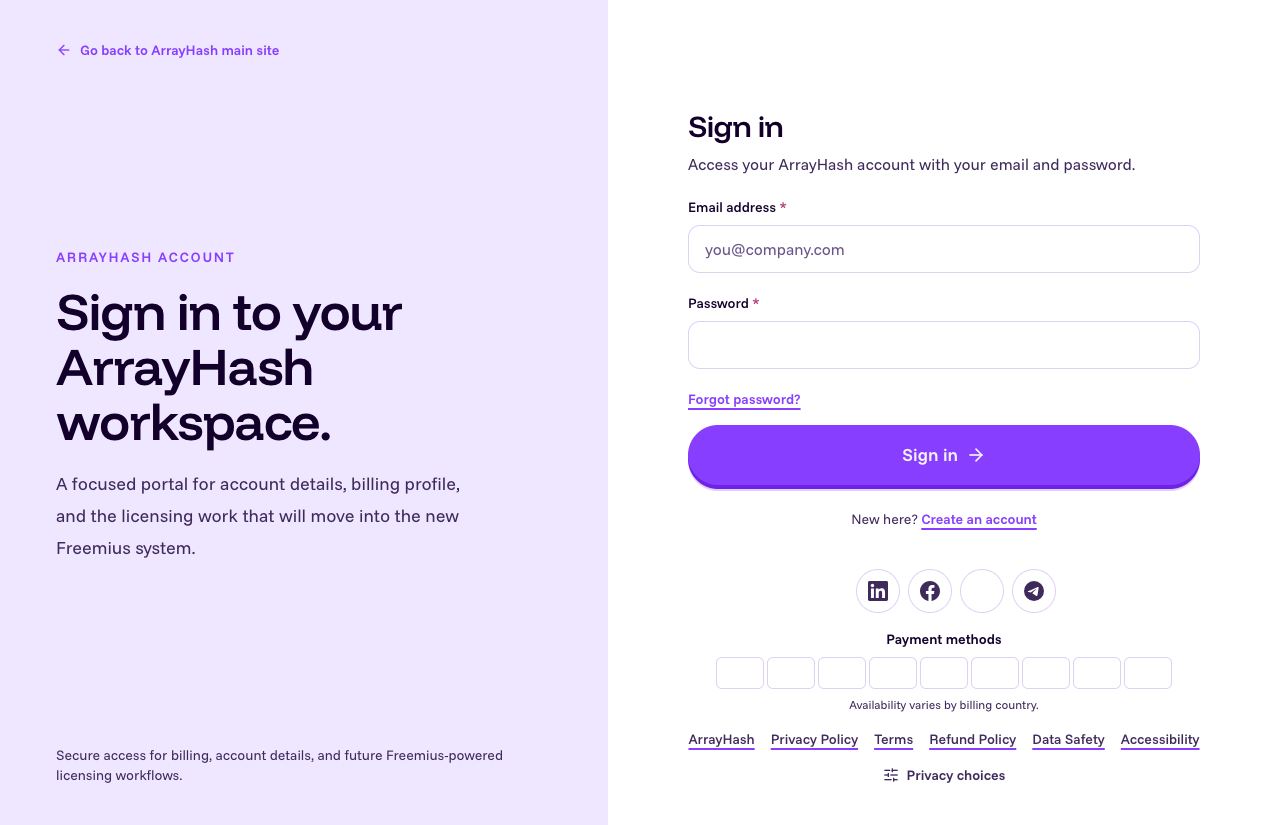 Go back to ArrayHash main site
ARRAYHASH ACCOUNT
Sign in to your
ArrayHash
workspace.
A focused portal for account details, billing profile,
and the licensing work that will move into the new
Freemius system.
Secure access for billing, account details, and future Freemius-powered
licensing workflows.
Sign in
Access your ArrayHash account with your email and password.
Email address *
you@company.com
Password *
Forgot password?
Sign in
New here? Create an account
Payment methods
Availability varies by billing country.
ArrayHash Privacy Policy Terms Refund Policy Data Safety Accessibility
Privacy choices